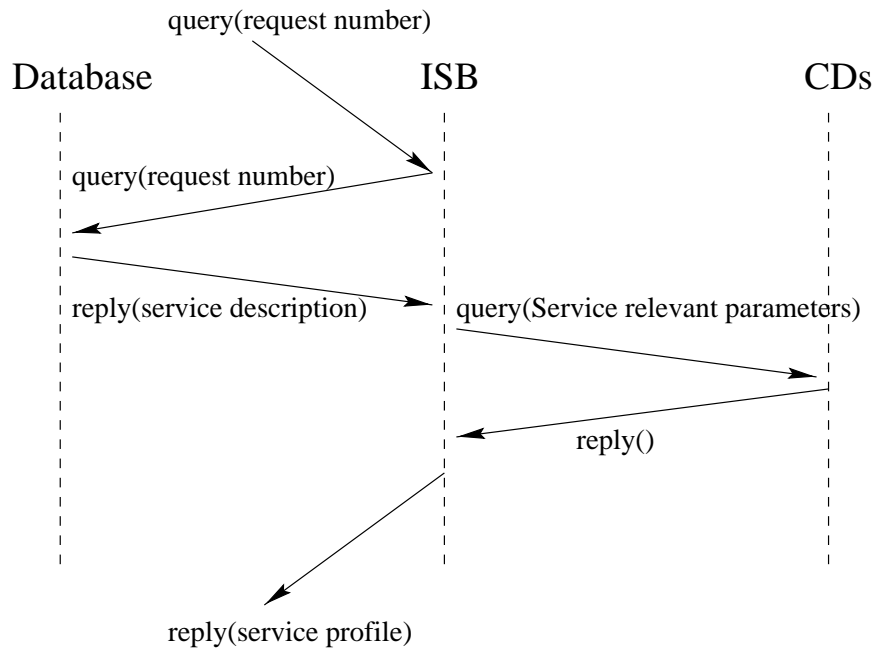 query(request number)
Database
ISB
CDs
query(request number)
reply(service description)
query(Service relevant parameters)
reply()
reply(service profile)